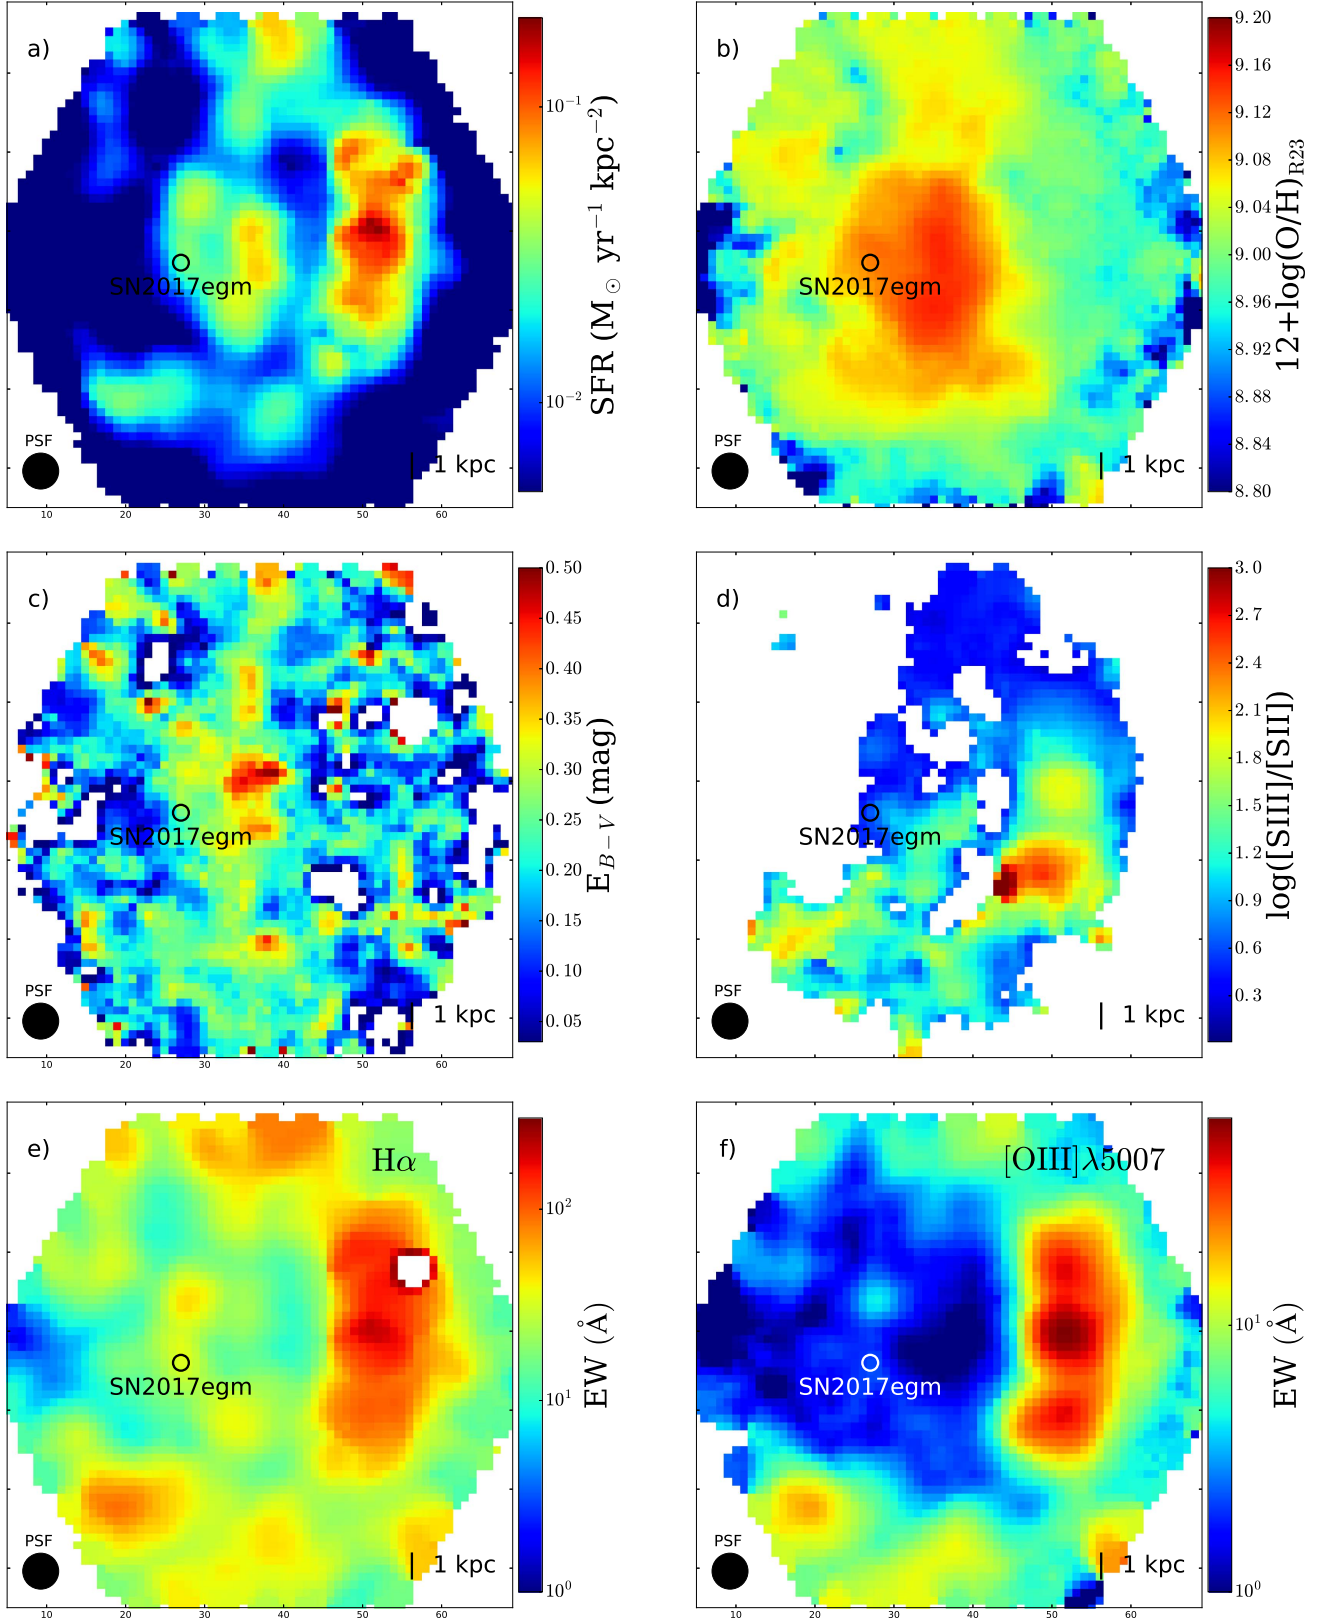 a)
SN2017egm
PSF
1 kpc
10 20 30 40 50 60
10⁻¹
10⁻²
SFR (M⊙ yr⁻¹ kpc⁻²)
b)
SN2017egm
PSF
1 kpc
9.20
9.16
9.12
9.08
9.04
9.00
8.96
8.92
8.88
8.84
8.80
12+log(O/H)R23
c)
SN2017egm
PSF
1 kpc
10 20 30 40 50 60
0.50
0.45
0.40
0.35
0.30
0.25
0.20
0.15
0.10
0.05
E_{B−V} (mag)
d)
SN2017egm
PSF
1 kpc
3.0
2.7
2.4
2.1
1.8
1.5
1.2
0.9
0.6
0.3
log([SIII]/[SII])
e)
Hα
SN2017egm
PSF
1 kpc
10 20 30 40 50 60
10²
10¹
10⁰
EW (Å)
f)
[OIII]λ5007
SN2017egm
PSF
1 kpc
10 20 30 40 50 60
10¹
10⁰
EW (Å)